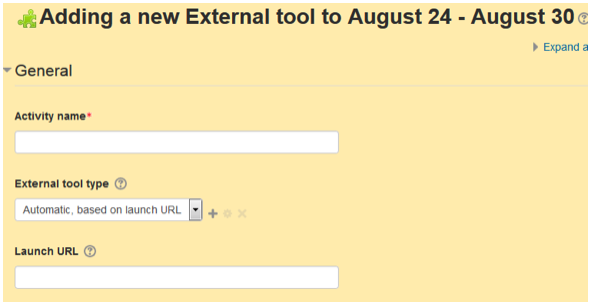 Adding a new External tool to August 24 - August 30
Expand a
General
Activity name*
External tool type
Automatic, based on launch URL
Launch URL